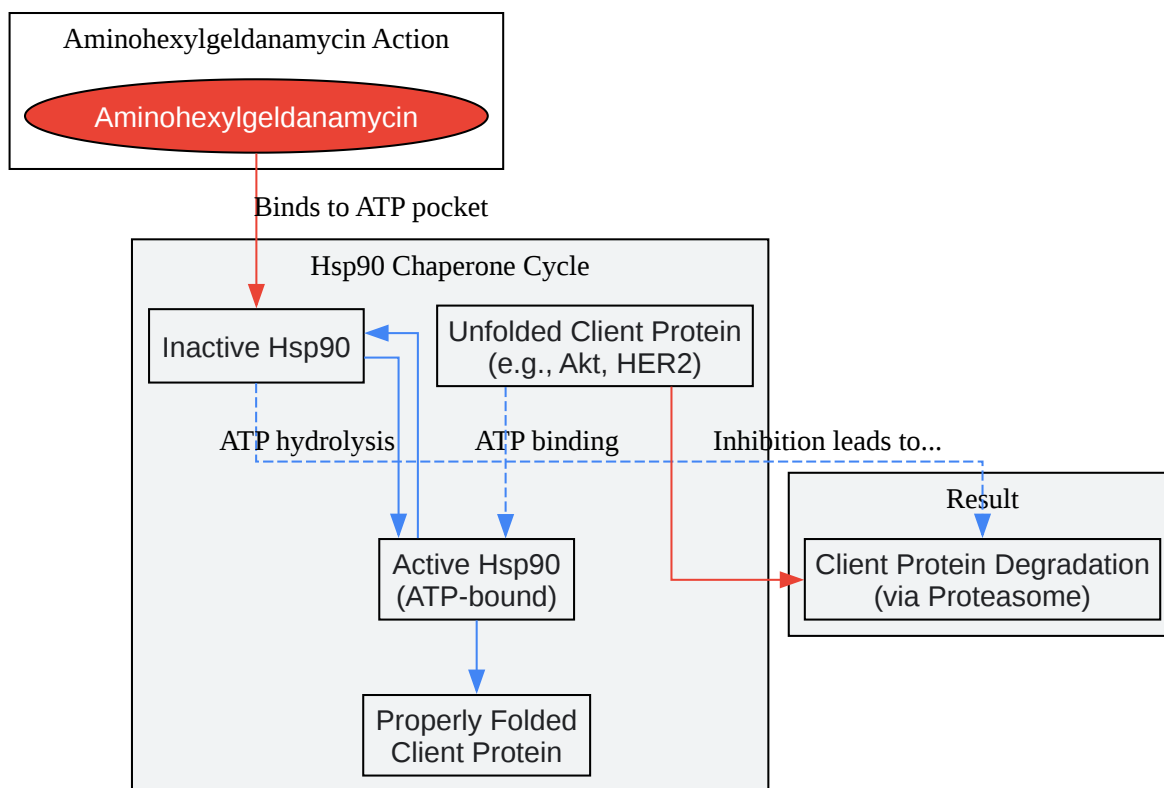 Aminohexylgeldanamycin Action
Aminohexylgeldanamycin
Binds to ATP pocket
Hsp90 Chaperone Cycle
Inactive Hsp90
Unfolded Client Protein
(e.g., Akt, HER2)
ATP hydrolysis
ATP binding
Inhibition leads to...
Result
Active Hsp90
(ATP-bound)
Client Protein Degradation
(via Proteasome)
Properly Folded
Client Protein